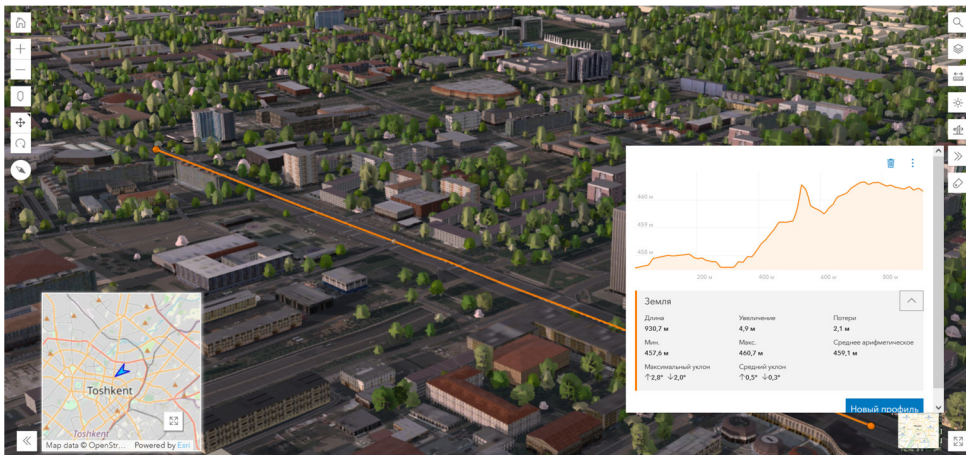 460 м
459 м
458 м
200 м 400 м 600 м 800 м
Земля
Длина Увеличение Потери
930,7 м 4,9 м 2,1 м
Мин. Макс. Среднее арифметическое
457,6 м 460,7 м 459,1 м
Максимальный уклон Средний уклон
↑2,8° ↓2,0° ↑0,5° ↓0,3°
Новый профиль
Toshkent
Toshkent
Map data © OpenStr... Powered by Esri